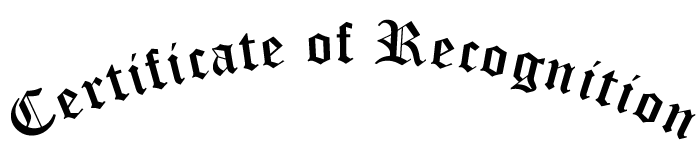 Certificate of Recognition